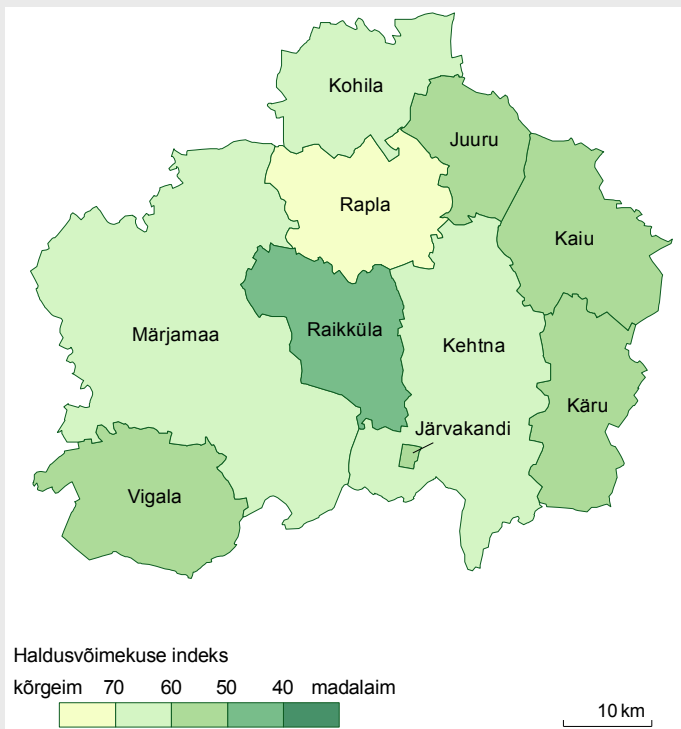 Kohila
Juuru
Rapla
Kaiu
Märjamaa
Raikküla
Kehtna
Käru
Järvakandi
Vigala
Haldusvõimekuse indeks
kõrgeim 70 60 50 40 madalaim
10 km